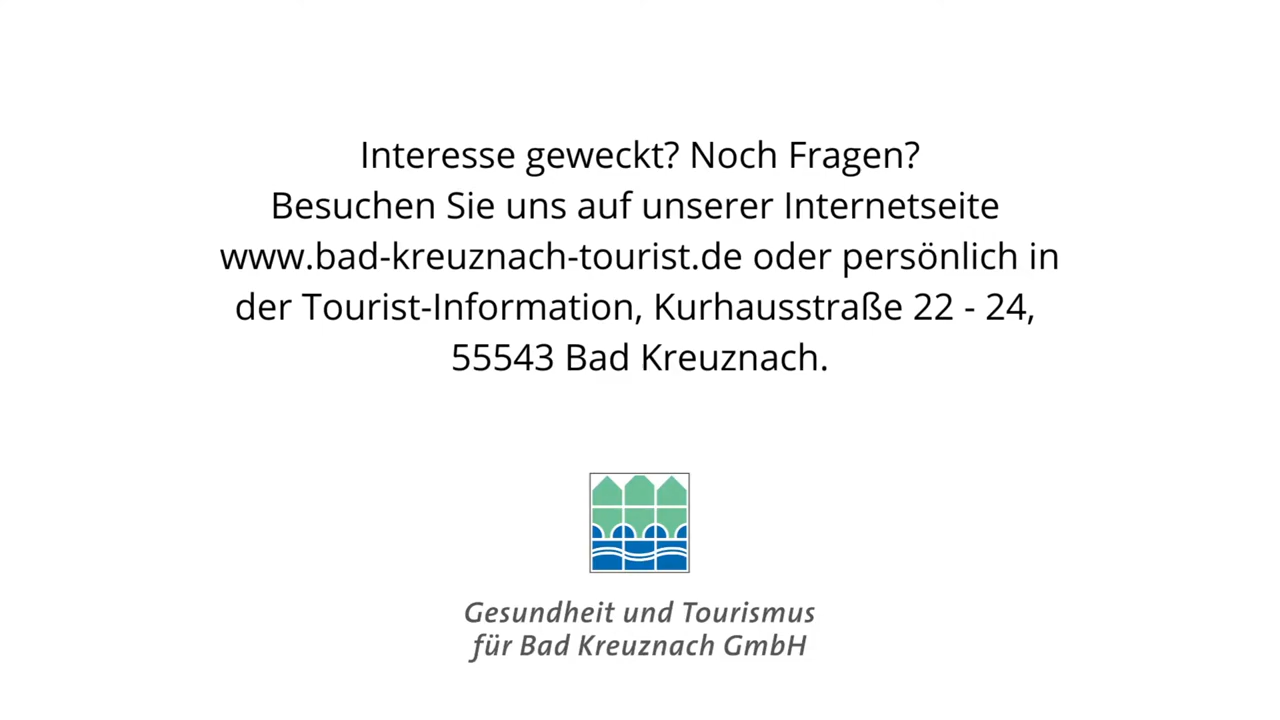 Interesse geweckt? Noch Fragen?
Besuchen Sie uns auf unserer Internetseite
www.bad-kreuznach-tourist.de oder persönlich in
der Tourist-Information, Kurhausstraße 22 - 24,
55543 Bad Kreuznach.
Gesundheit und Tourismus
für Bad Kreuznach GmbH